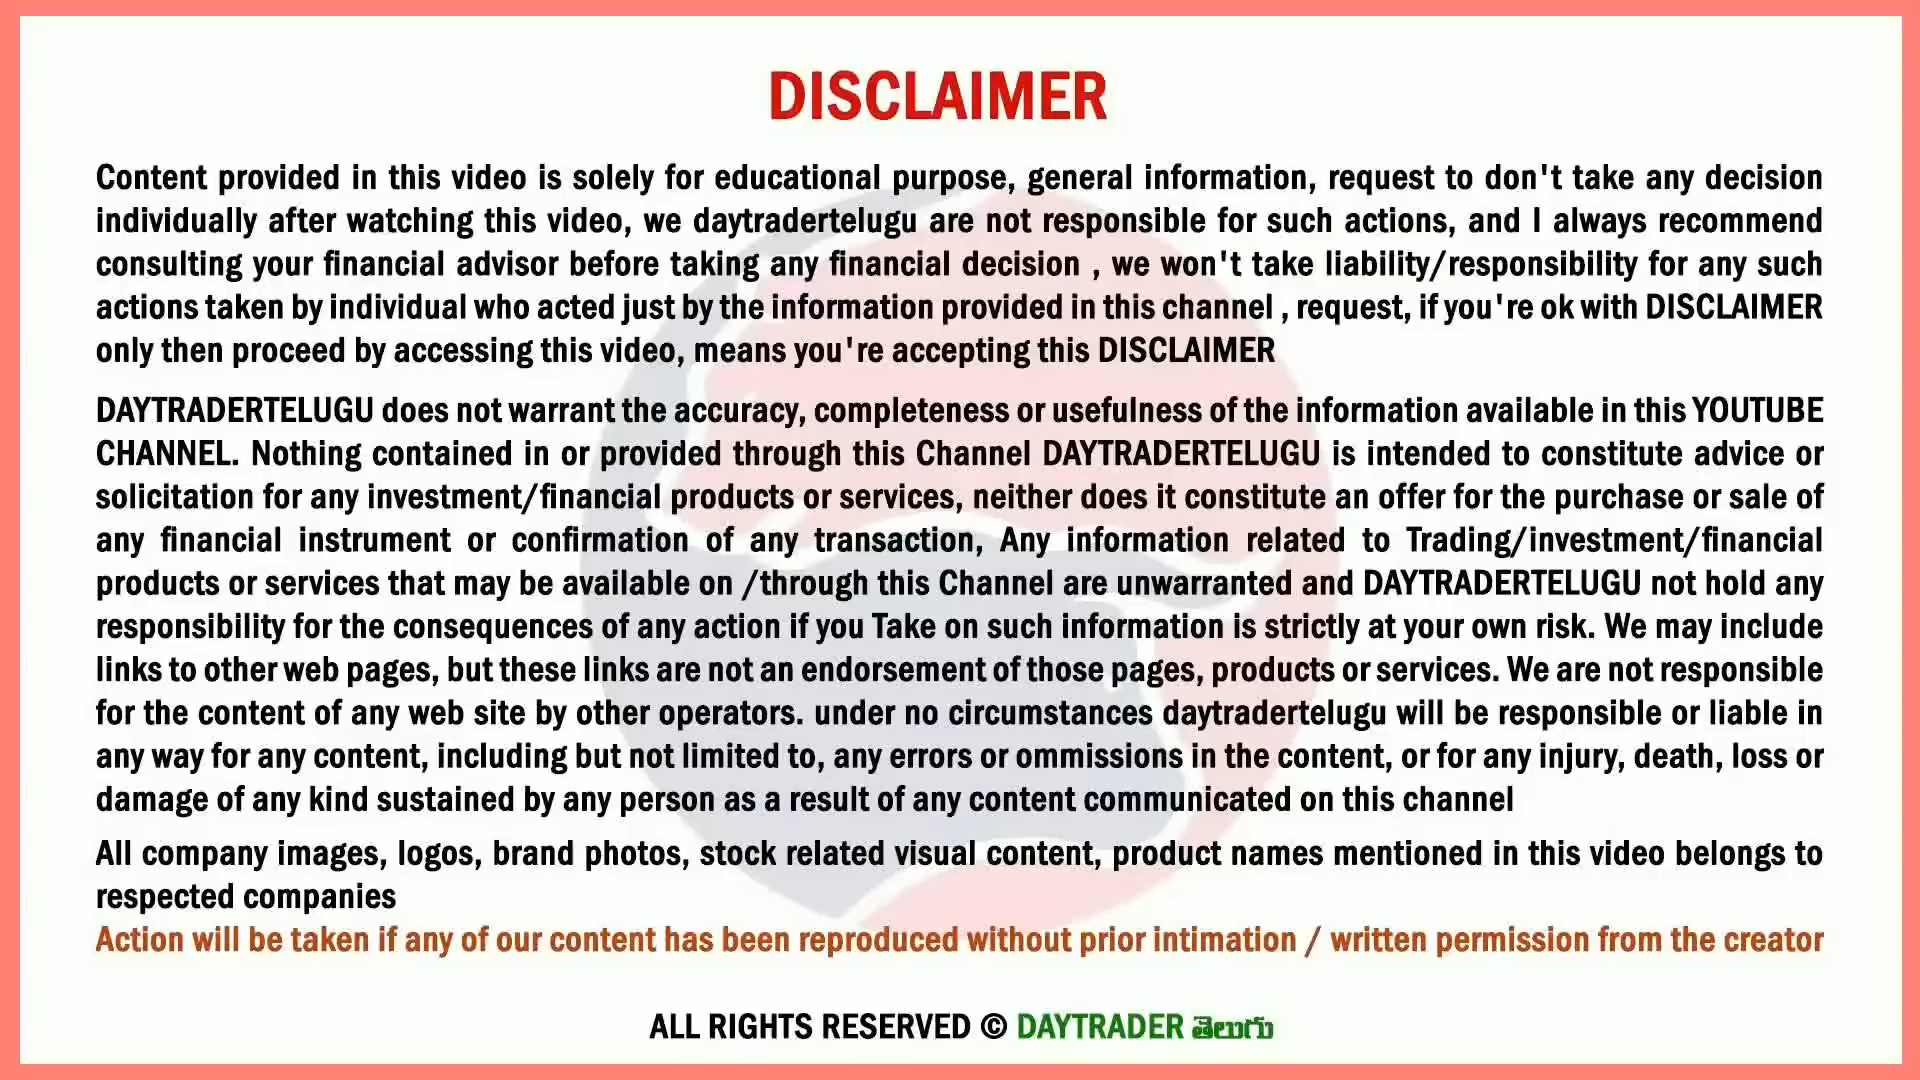 DISCLAIMER
Content provided in this video is solely for educational purpose, general information, request to don't take any decision
individually after watching this video, we daytradertelugu are not responsible for such actions, and I always recommend
consulting your financial advisor before taking any financial decision , we won't take liability/responsibility for any such
actions taken by individual who acted just by the information provided in this channel , request, if you're ok with DISCLAIMER
only then proceed by accessing this video, means you're accepting this DISCLAIMER
DAYTRADERTELUGU does not warrant the accuracy, completeness or usefulness of the information available in this YOUTUBE
CHANNEL. Nothing contained in or provided through this Channel DAYTRADERTELUGU is intended to constitute advice or
solicitation for any investment/financial products or services, neither does it constitute an offer for the purchase or sale of
any financial instrument or confirmation of any transaction, Any information related to Trading/investment/financial
products or services that may be available on /through this Channel are unwarranted and DAYTRADERTELUGU not hold any
responsibility for the consequences of any action if you Take on such information is strictly at your own risk. We may include
links to other web pages, but these links are not an endorsement of those pages, products or services. We are not responsible
for the content of any web site by other operators. under no circumstances daytradertelugu will be responsible or liable in
any way for any content, including but not limited to, any errors or ommissions in the content, or for any injury, death, loss or
damage of any kind sustained by any person as a result of any content communicated on this channel
All company images, logos, brand photos, stock related visual content, product names mentioned in this video belongs to
respected companies
Action will be taken if any of our content has been reproduced without prior intimation / written permission from the creator
ALL RIGHTS RESERVED © DAYTRADER తెలుగు